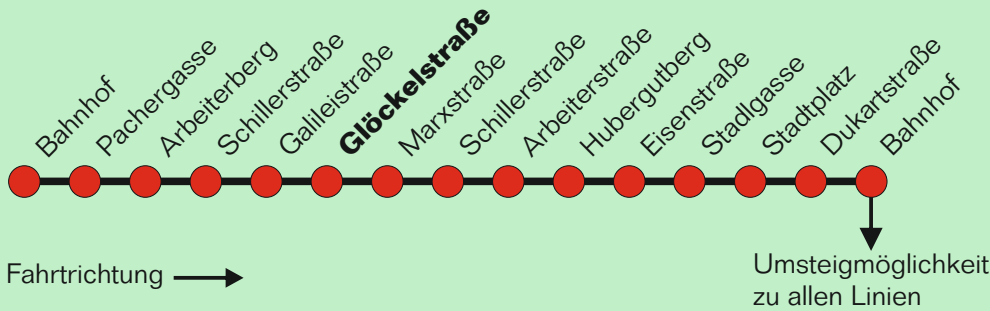 Bahnhof
Pachergasse
Arbeiterberg
Schillerstraße
Galileistraße
Glöckelstraße
Marxstraße
Schillerstraße
Arbeiterstraße
Hubergutberg
Eisenstraße
Stadlgasse
Stadtplatz
Dukartstraße
Bahnhof
Fahrtrichtung
Umsteigmöglichkeit
zu allen Linien